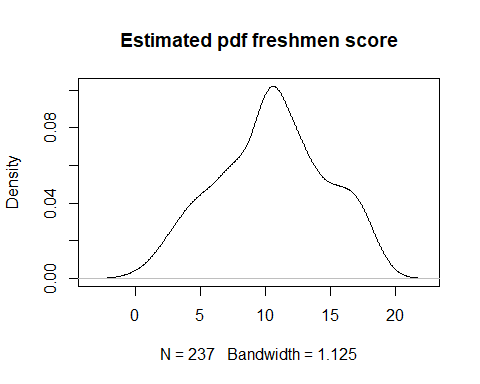 Estimated pdf freshmen score
Density
0.08
0.04
0.00
0 5 10 15 20
N = 237 Bandwidth = 1.125